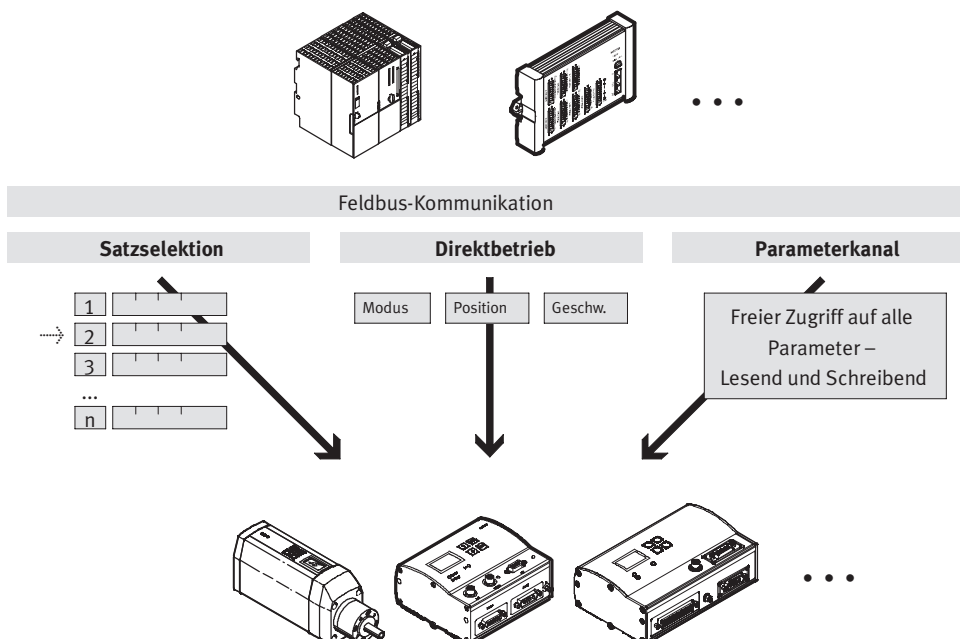 • • •
Feldbus-Kommunikation
Satzselektion
Direktbetrieb
Parameterkanal
1
2
3
...
n
Modus
Position
Geschw.
Freier Zugriff auf alle
Parameter –
Lesend und Schreibend
• • •